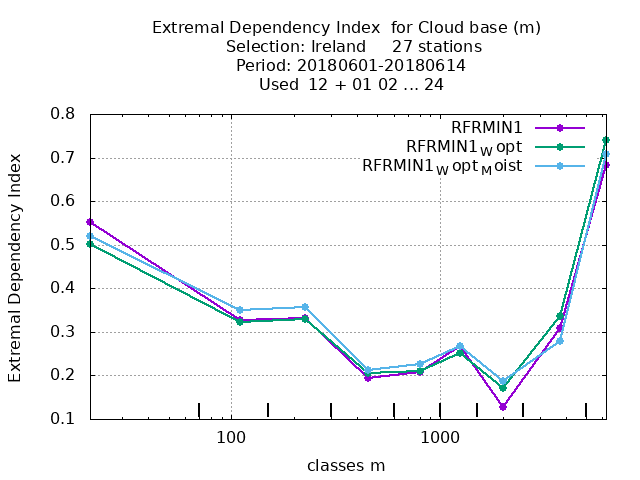 Extremal Dependency Index  for Cloud base (m)
Selection: Ireland     27 stations
Period: 20180601-20180614
Used  12 + 01 02 ... 24
RFRMIN1
RFRMIN1W opt
RFRMIN1W opt Moist
0.8
0.7
0.6
0.5
0.4
0.3
0.2
0.1
Extremal Dependency Index
100 1000
classes m